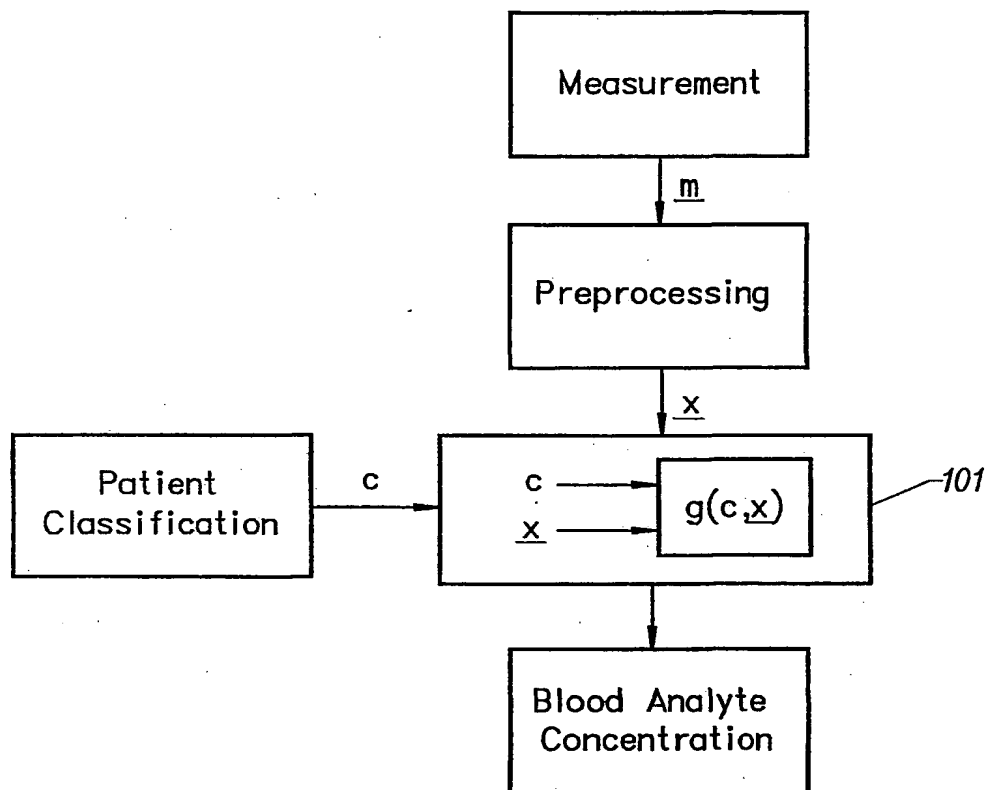 Measurement
m
Preprocessing
x
Patient
Classification
c
c
x
g(c,x)
101
Blood Analyte
Concentration